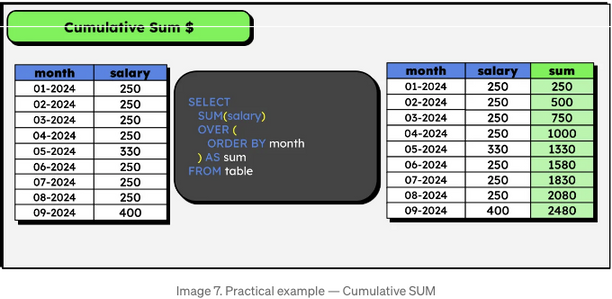 Cumulative Sum $
month salary
01-2024 250
02-2024 250
03-2024 250
04-2024 250
05-2024 330
06-2024 250
07-2024 250
08-2024 250
09-2024 400
SELECT
SUM(salary)
OVER (
ORDER BY month
) AS sum
FROM table
month salary sum
01-2024 250 250
02-2024 250 500
03-2024 250 750
04-2024 250 1000
05-2024 330 1330
06-2024 250 1580
07-2024 250 1830
08-2024 250 2080
09-2024 400 2480
Image 7. Practical example — Cumulative SUM